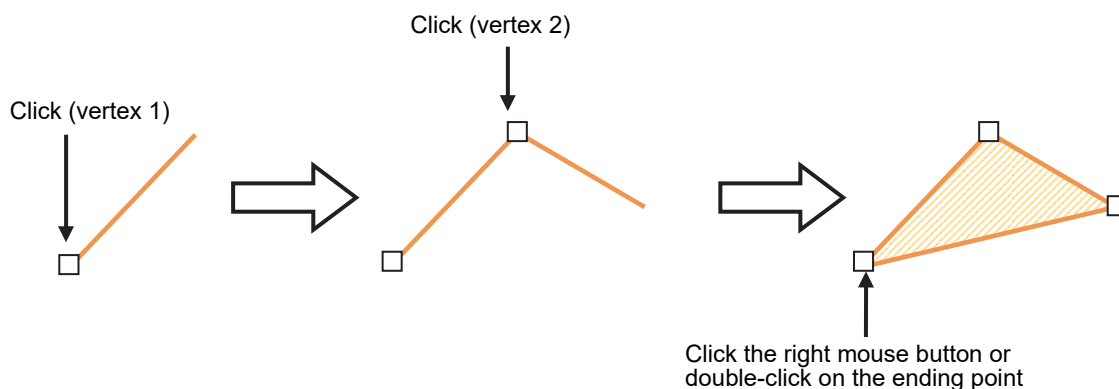 Click (vertex 2)
Click (vertex 1)
Click the right mouse button or
double-click on the ending point